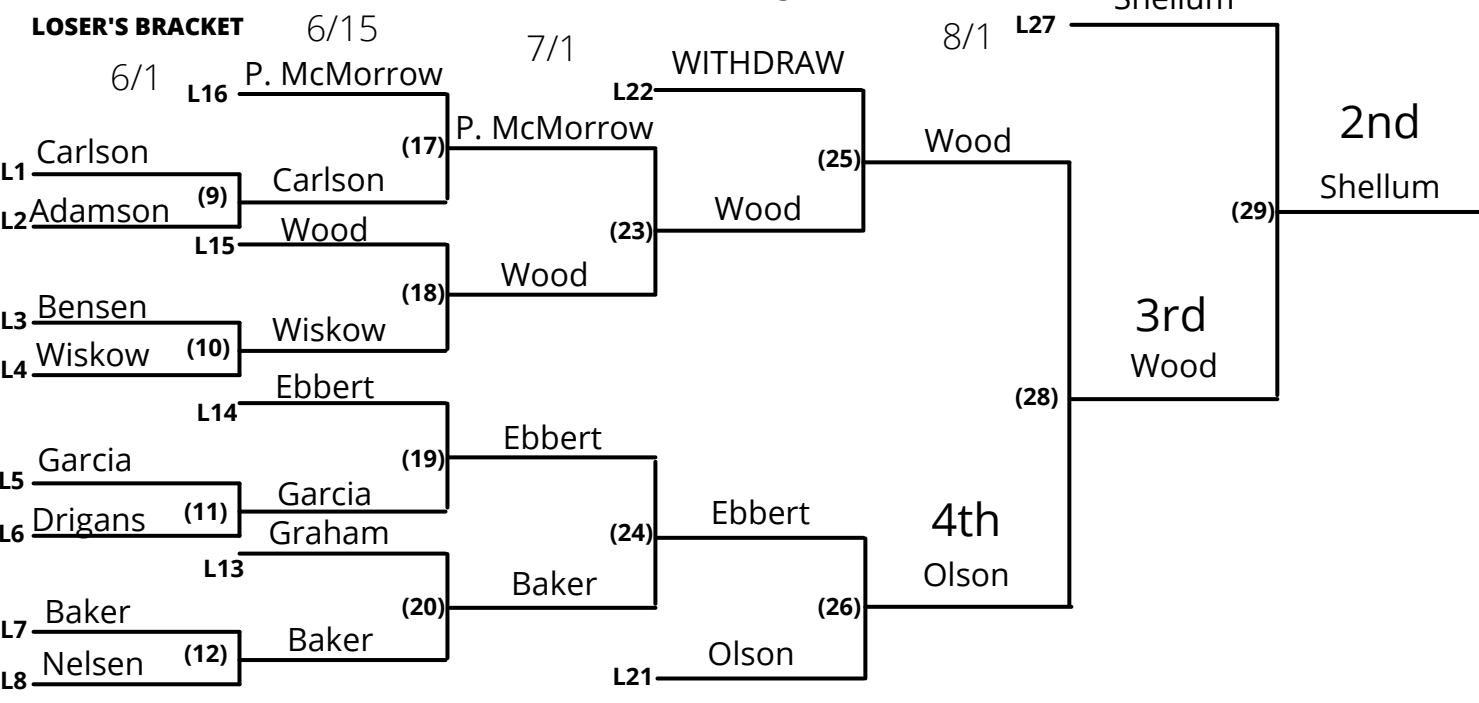 Shellum
LOSER'S BRACKET
6/15
7/1
8/1
L27
6/1
L16
P. McMorrow
WITHDRAW
L22
2nd
Carlson
L1
(17)
P. McMorrow
(25)
Wood
Adamson
L2
(9)
Carlson
Shellum
(29)
L15
Wood
(23)
Wood
Bensen
L3
(18)
Wood
3rd
Wiskow
L4
(10)
Wiskow
Wood
L14
Ebbert
(28)
Garcia
L5
(19)
Ebbert
Drigans
L6
(11)
Garcia
Graham
L13
(24)
Ebbert
4th
Olson
Baker
L7
(20)
Baker
(26)
Nelsen
L8
(12)
Baker
L21
Olson